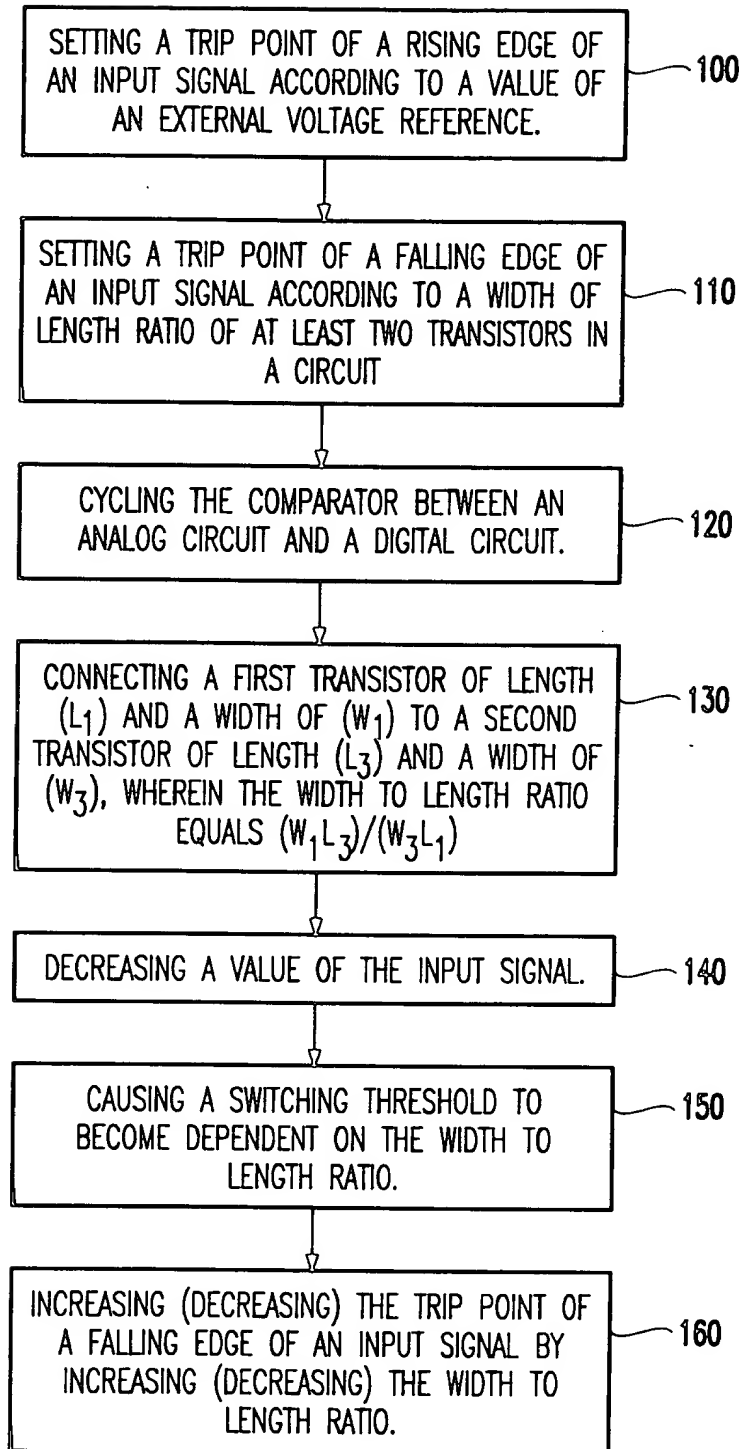 SETTING A TRIP POINT OF A RISING EDGE OF
AN INPUT SIGNAL ACCORDING TO A VALUE OF
AN EXTERNAL VOLTAGE REFERENCE.
100
SETTING A TRIP POINT OF A FALLING EDGE OF
AN INPUT SIGNAL ACCORDING TO A WIDTH OF
LENGTH RATIO OF AT LEAST TWO TRANSISTORS IN
A CIRCUIT
110
CYCLING THE COMPARATOR BETWEEN AN
ANALOG CIRCUIT AND A DIGITAL CIRCUIT.
120
CONNECTING A FIRST TRANSISTOR OF LENGTH
(L1) AND A WIDTH OF (W1) TO A SECOND
TRANSISTOR OF LENGTH (L3) AND A WIDTH OF
(W3), WHEREIN THE WIDTH TO LENGTH RATIO
EQUALS (W1L3)/(W3L1)
130
DECREASING A VALUE OF THE INPUT SIGNAL.
140
CAUSING A SWITCHING THRESHOLD TO
BECOME DEPENDENT ON THE WIDTH TO
LENGTH RATIO.
150
INCREASING (DECREASING) THE TRIP POINT OF
A FALLING EDGE OF AN INPUT SIGNAL BY
INCREASING (DECREASING) THE WIDTH TO
LENGTH RATIO.
160